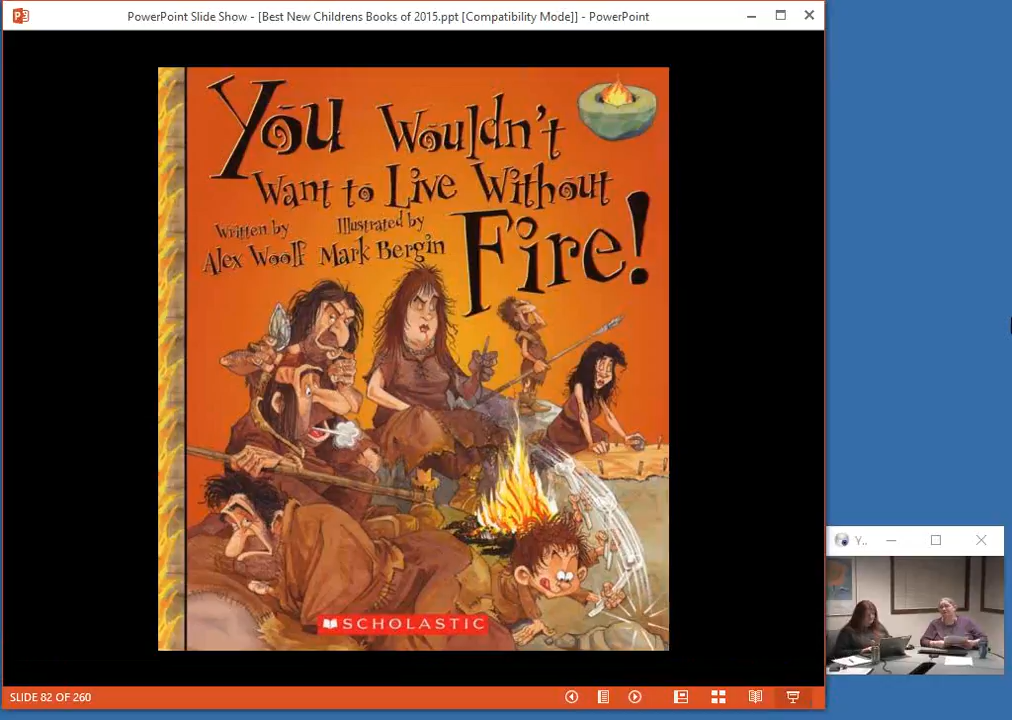 PowerPoint Slide Show - [Best New Childrens Books of 2015.ppt [Compatibility Mode]] - PowerPoint
You Wouldn't
Want to Live Without
Fire!
Written by
Alex Woolf
Illustrated by
Mark Bergin
SCHOLASTIC
Y..
SLIDE 82 OF 260